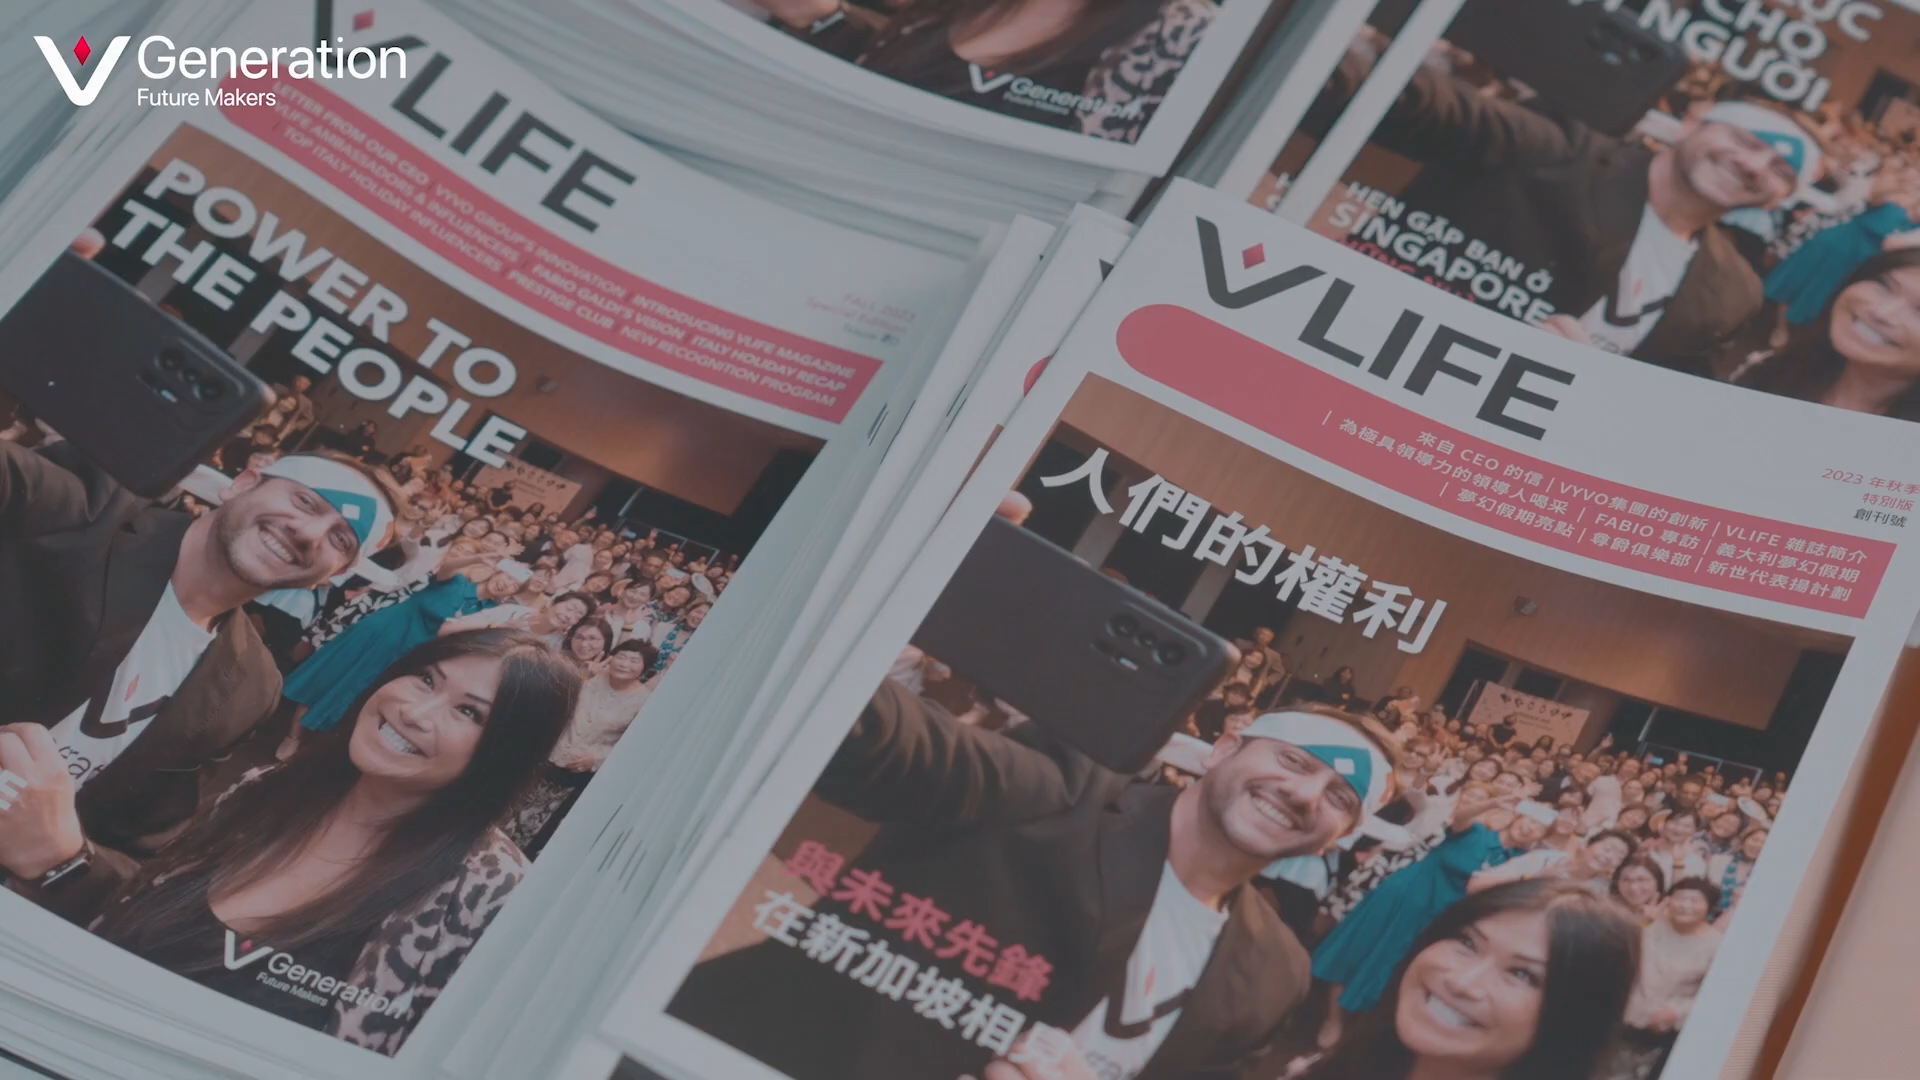 Generation
Future Makers
VLIFE
LETTER FROM OUR CEO VYVO GROUP'S INNOVATION INTRODUCING VLIFE MAGAZINE
VLIFE AMBASSADORS & INFLUENCERS FABIO GALDI'S VISION ITALY HOLIDAY RECAP
TOP ITALY HOLIDAY INFLUENCERS PRESTIGE CLUB NEW RECOGNITION PROGRAM
FALL 2023
Special Edition
Issue #0
POWER TO
THE PEOPLE
Generation
Future Makers
Generation
Future Makers
CHO
NGƯỜI
HẸN GẶP BẠN Ở
SINGAPORE
VLIFE
來自 CEO 的信 | VYVO集團的創新 | VLIFE 雜誌簡介
| 為極具領導力的領導人喝采 | FABIO 專訪 | 義大利夢幻假期
| 夢幻假期亮點 | 尊爵俱樂部 | 新世代表揚計劃
2023 年秋季
特別版
創刊號
人們的權利
與未來先鋒
在新加坡相見